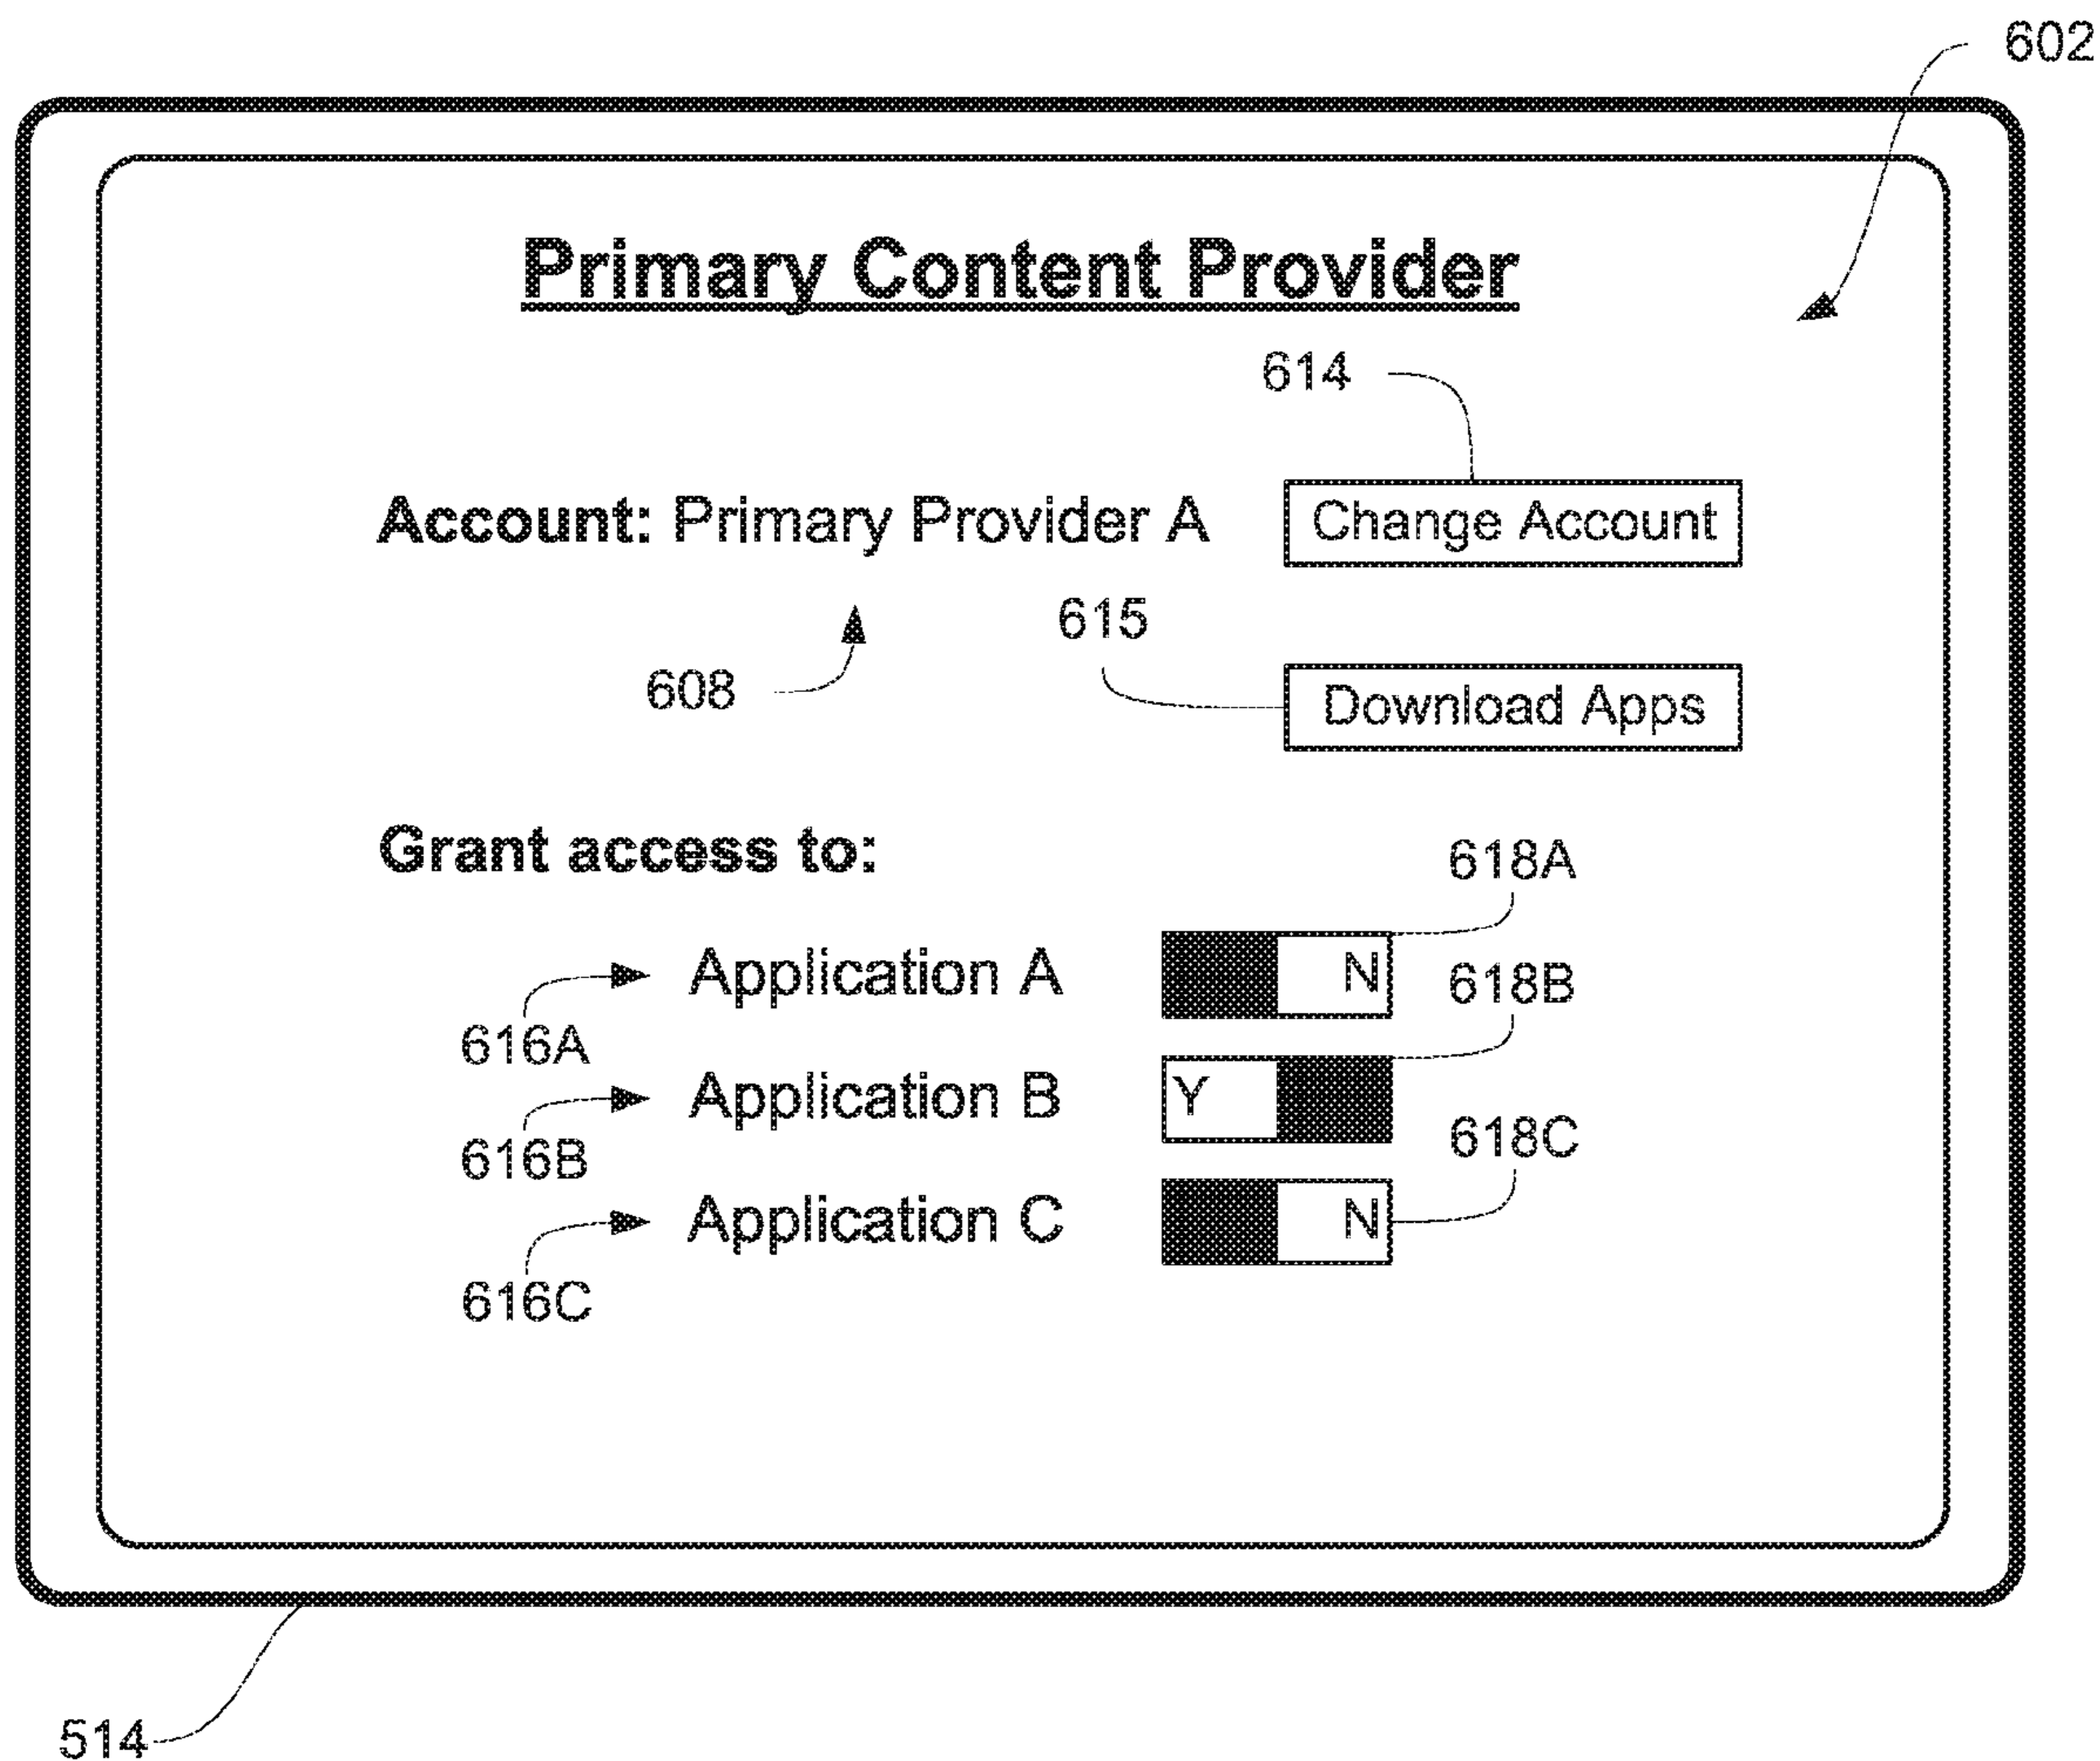 602
Primary Content Provider
614
Account: Primary Provider A
Change Account
615
608
Download Apps
Grant access to:
618A
Application A
N
618B
616A
Application B
Y
618C
616B
Application C
N
616C
514